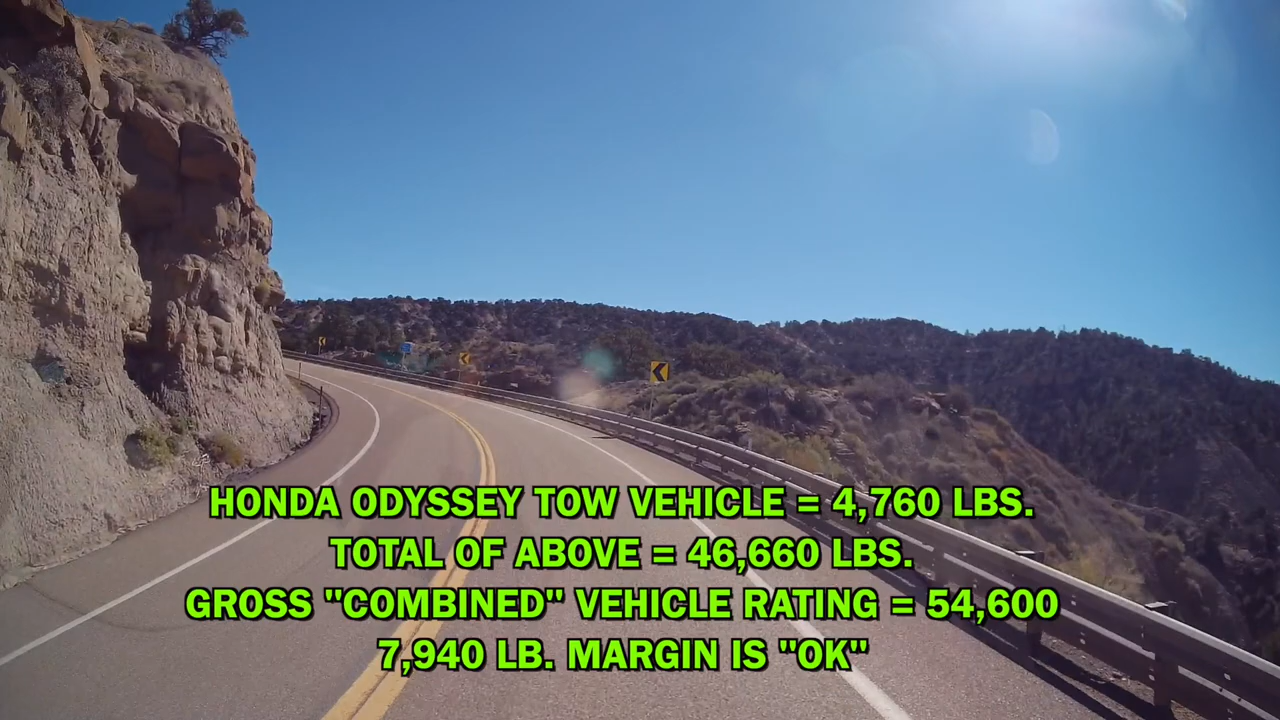 HONDA ODYSSEY TOW VEHICLE = 4,760 LBS.
TOTAL OF ABOVE = 46,660 LBS.
GROSS "COMBINED" VEHICLE RATING = 54,600
7,940 LB. MARGIN IS "OK"